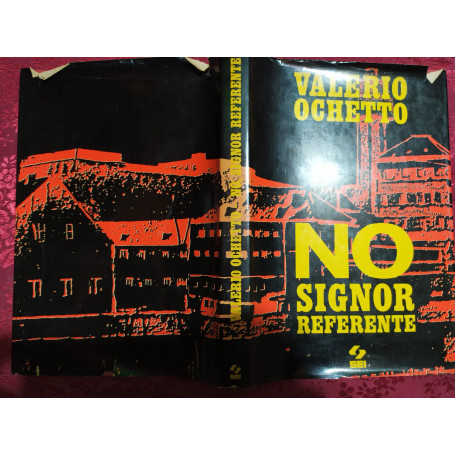 VALERIO
OCHETTO
NO
SIGNOR
REFERENTE
SEI
VALERIO OCHETTO NO SIGNOR REFERENTE